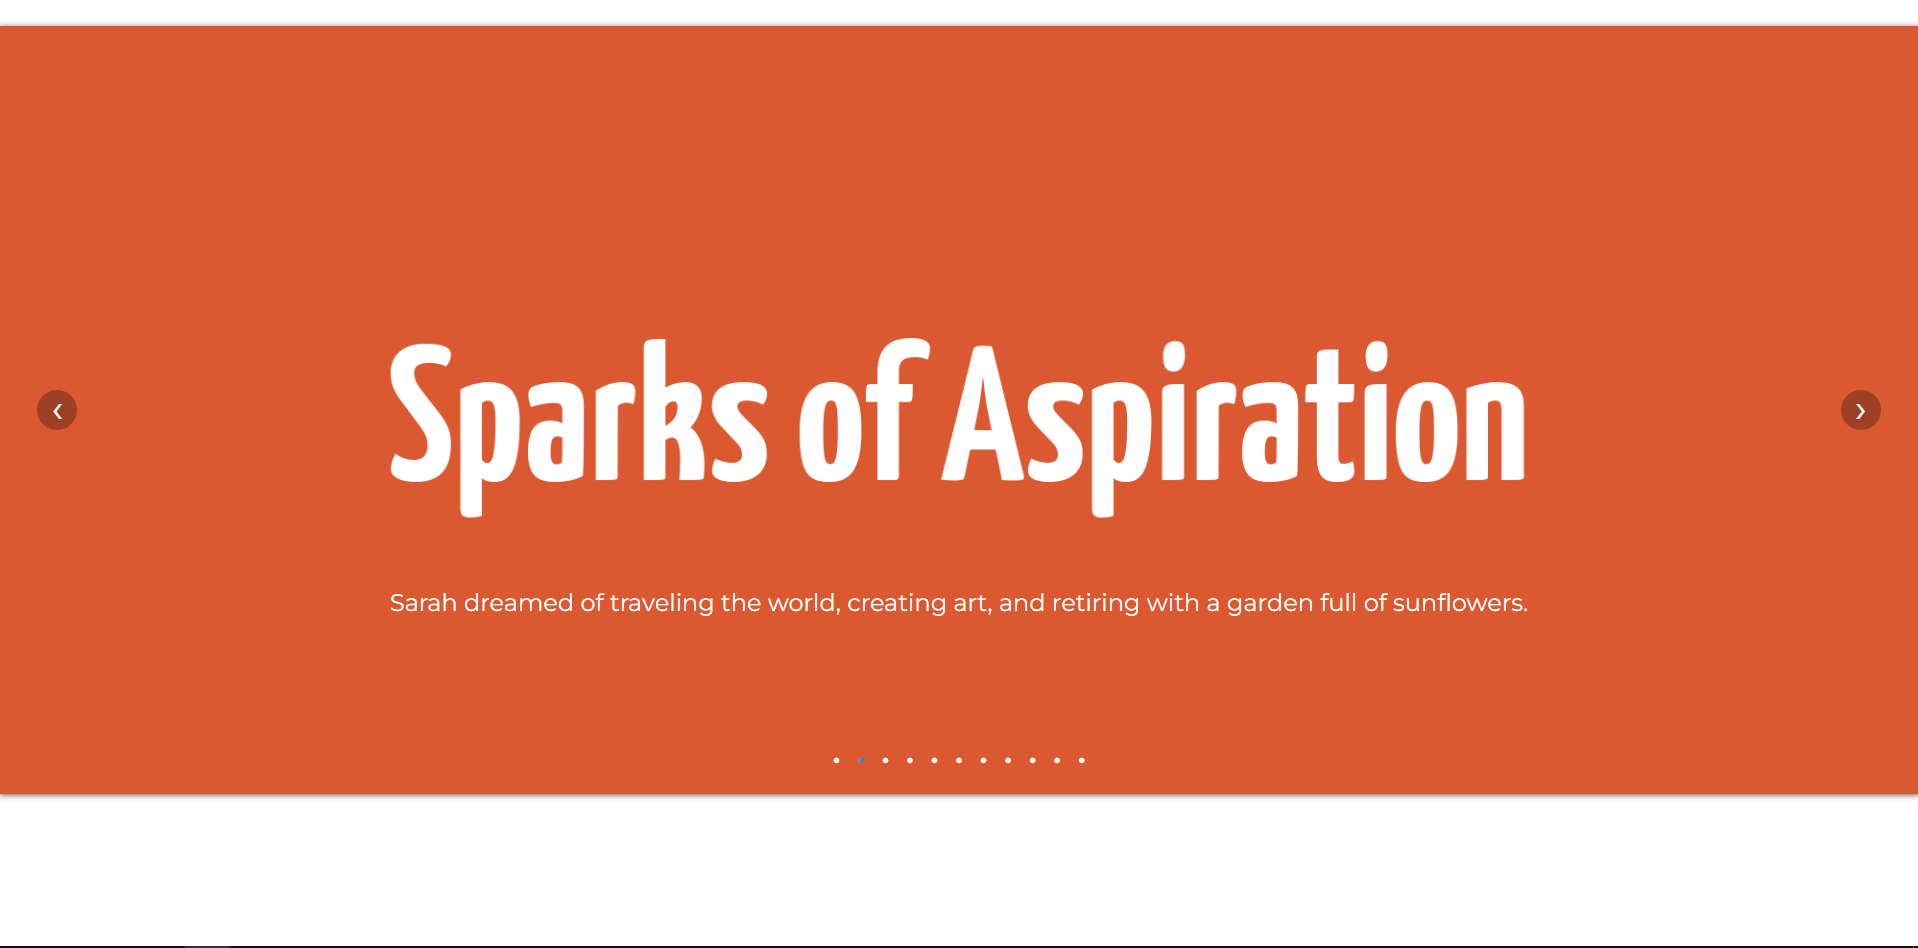 Sparks of Aspiration
Sarah dreamed of traveling the world, creating art, and retiring with a garden full of sunflowers.